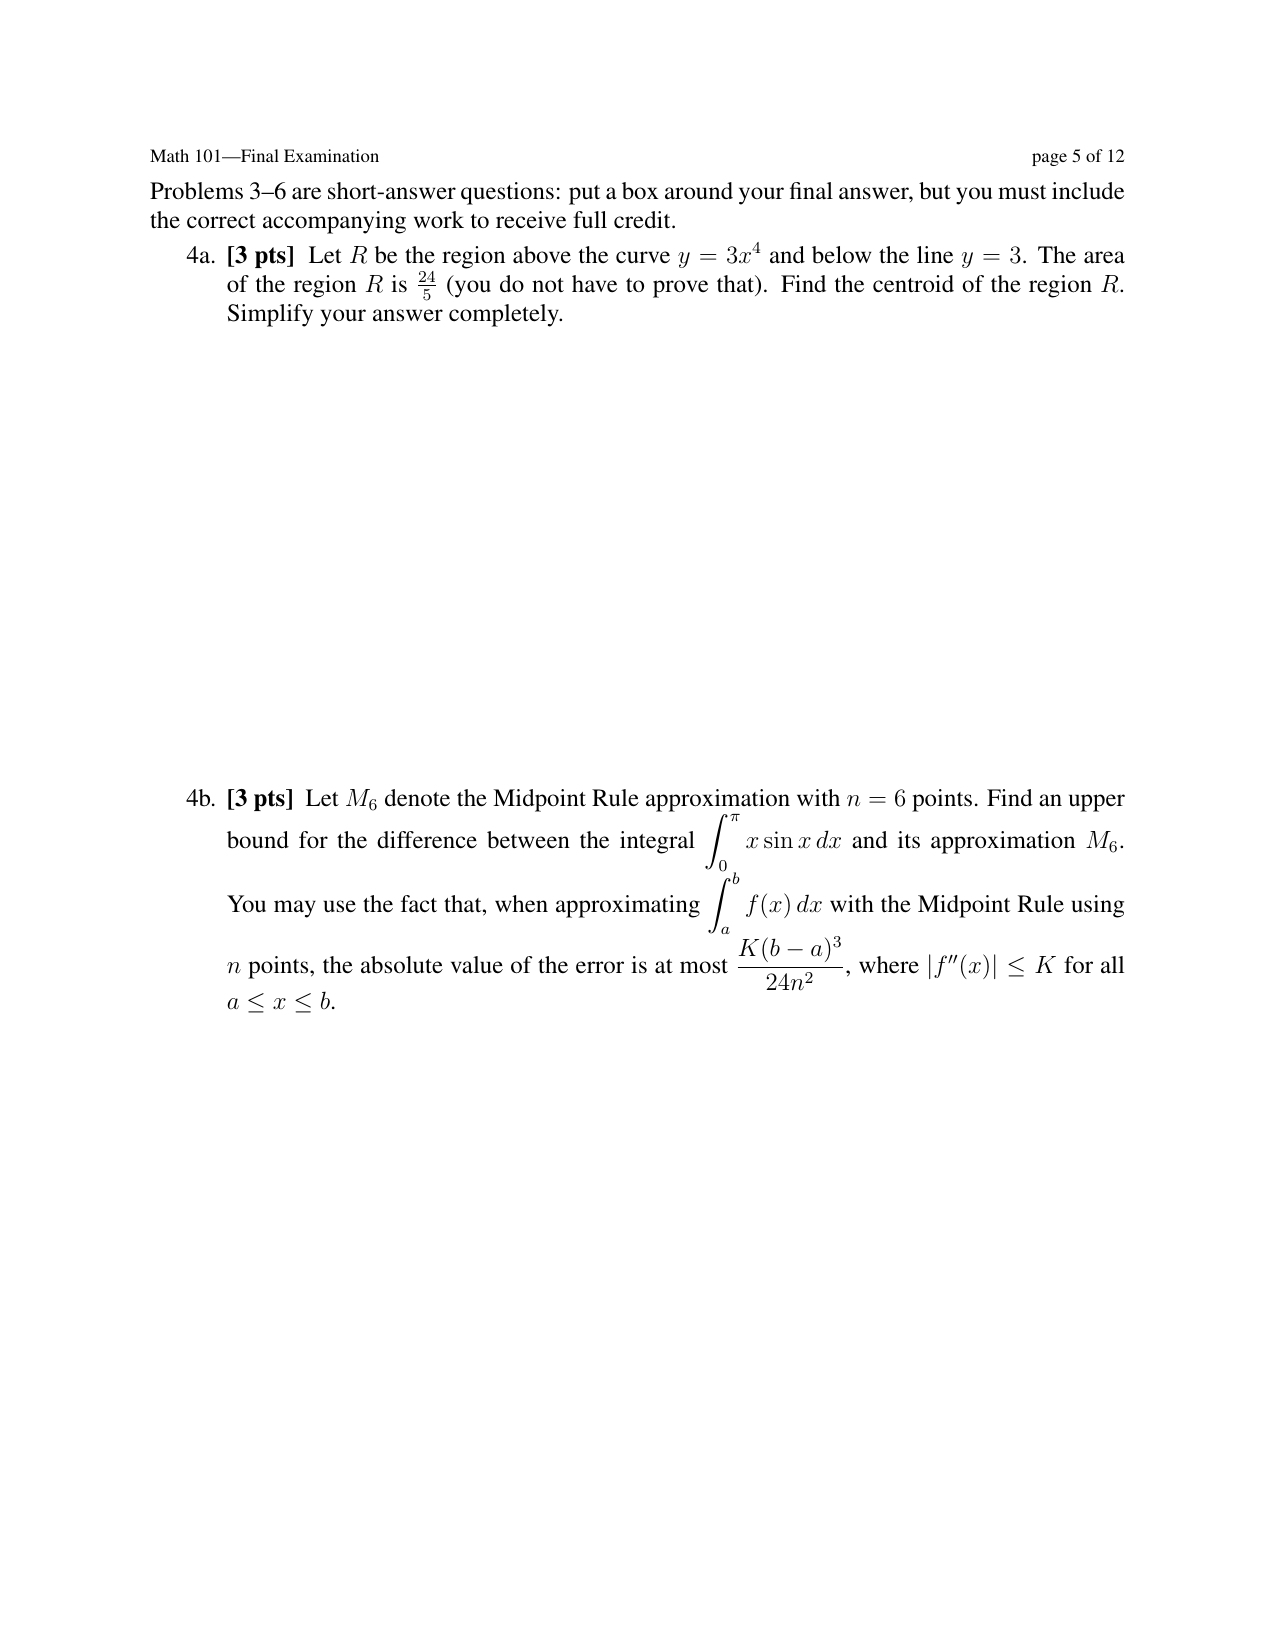 Math 101—Final Examination page 5 of 12
Problems 3–6 are short-answer questions: put a box around your final answer, but you must include
the correct accompanying work to receive full credit.
4a. [3 pts] Let $R$ be the region above the curve $y = 3x^4$ and below the line $y = 3$. The area
of the region $R$ is $\frac{24}{5}$ (you do not have to prove that). Find the centroid of the region $R$.
Simplify your answer completely.
4b. [3 pts] Let $M_6$ denote the Midpoint Rule approximation with $n = 6$ points. Find an upper
bound for the difference between the integral $\int_0^{\pi} x \sin x \, dx$ and its approximation $M_6$.
You may use the fact that, when approximating $\int_a^b f(x) \, dx$ with the Midpoint Rule using
$n$ points, the absolute value of the error is at most $\frac{K(b-a)^3}{24n^2}$, where $|f''(x)| \leq K$ for all
$a \leq x \leq b$.